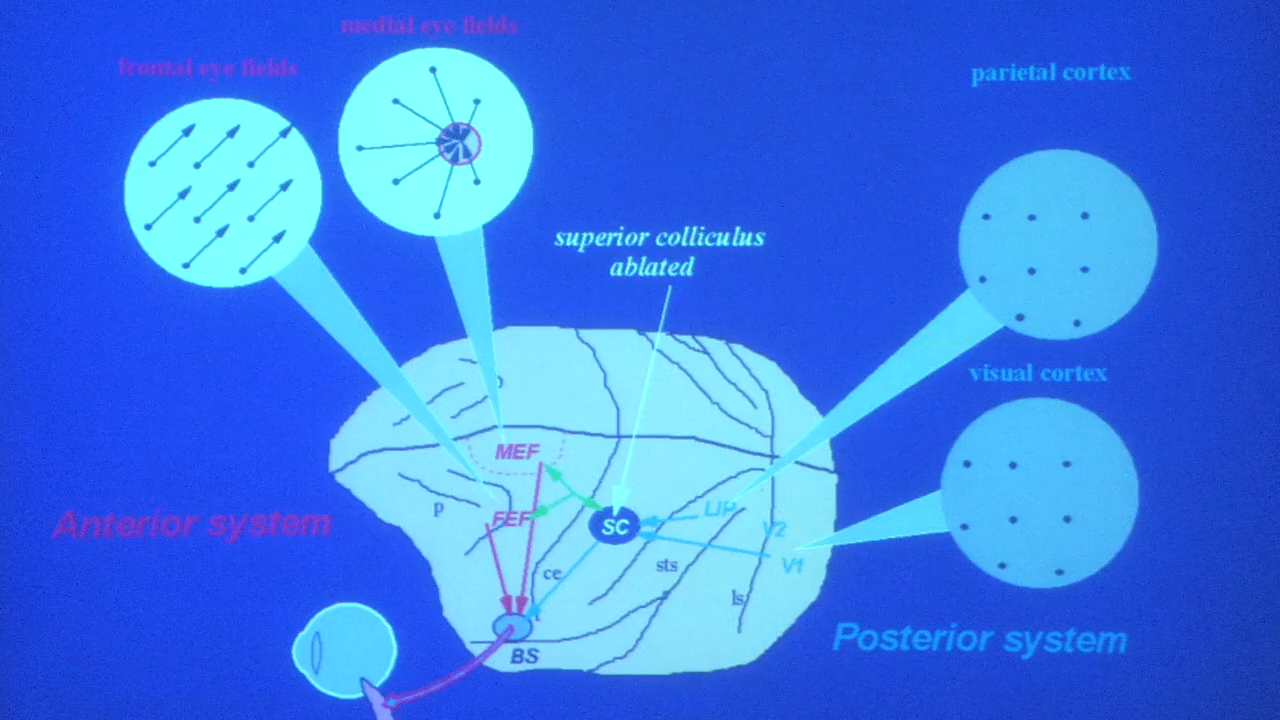 medial eye fields
frontal eye fields
parietal cortex
superior colliculus
ablated
visual cortex
MEF
p
FEF
SC
LIP
V2
V1
Anterior system
ce
sts
ls
Posterior system
BS